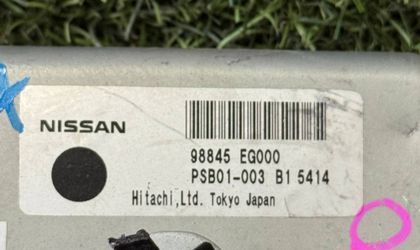 NISSAN
98845 EG000
PSB01-003 B1 5414
Hitachi,Ltd. Tokyo Japan